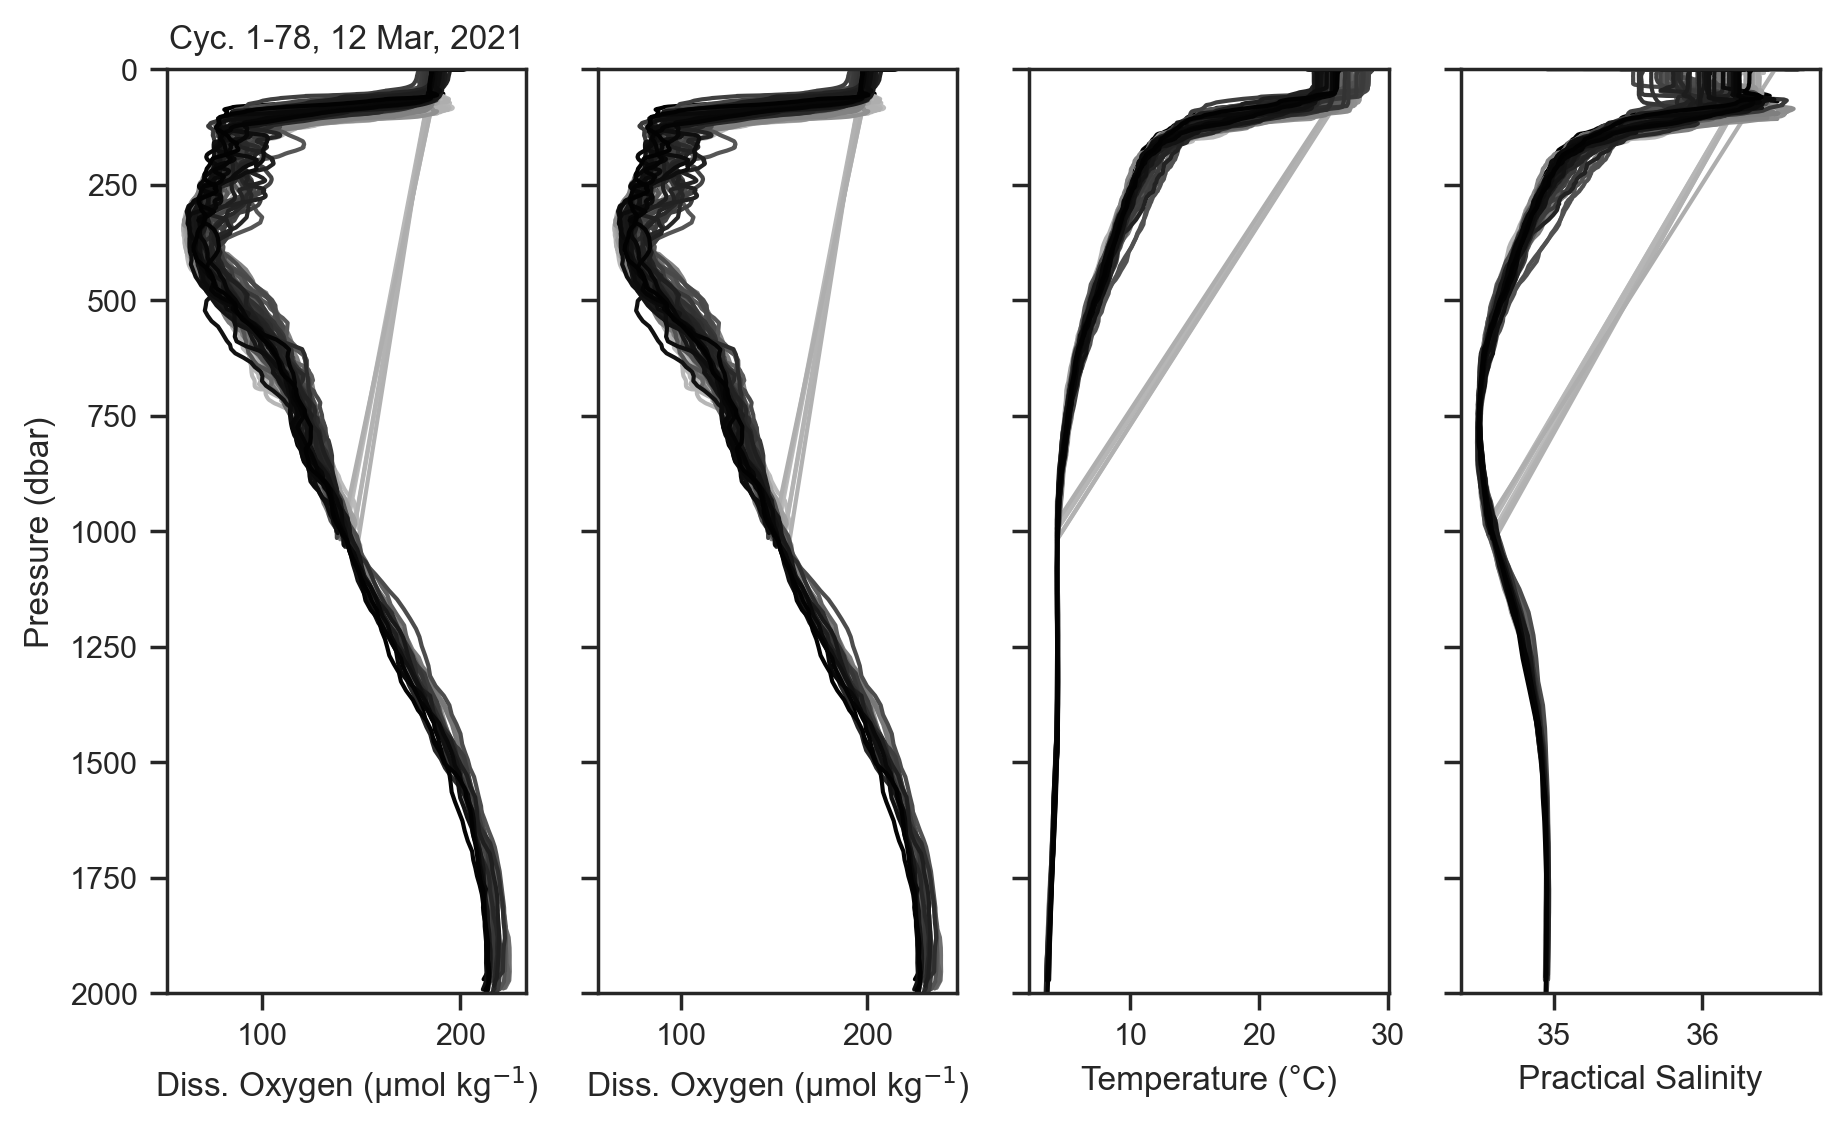 Cyc. 1-78, 12 Mar, 2021
Pressure (dbar)
0
250
500
750
1000
1250
1500
1750
2000
100 200
100 200
10 20 30
35 36
Diss. Oxygen (µmol kg⁻¹)
Diss. Oxygen (µmol kg⁻¹)
Temperature (°C)
Practical Salinity